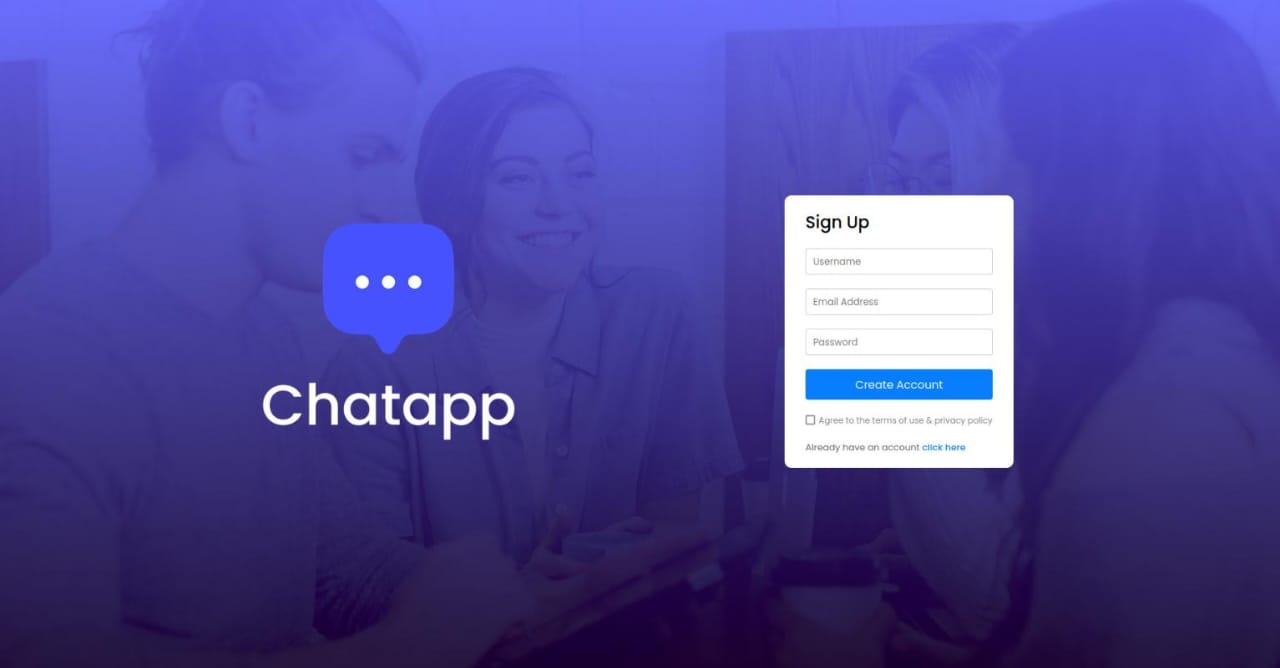 Chatapp
Sign Up
Username
Email Address
Password
Create Account
Agree to the terms of use & privacy policy
Already have an account click here